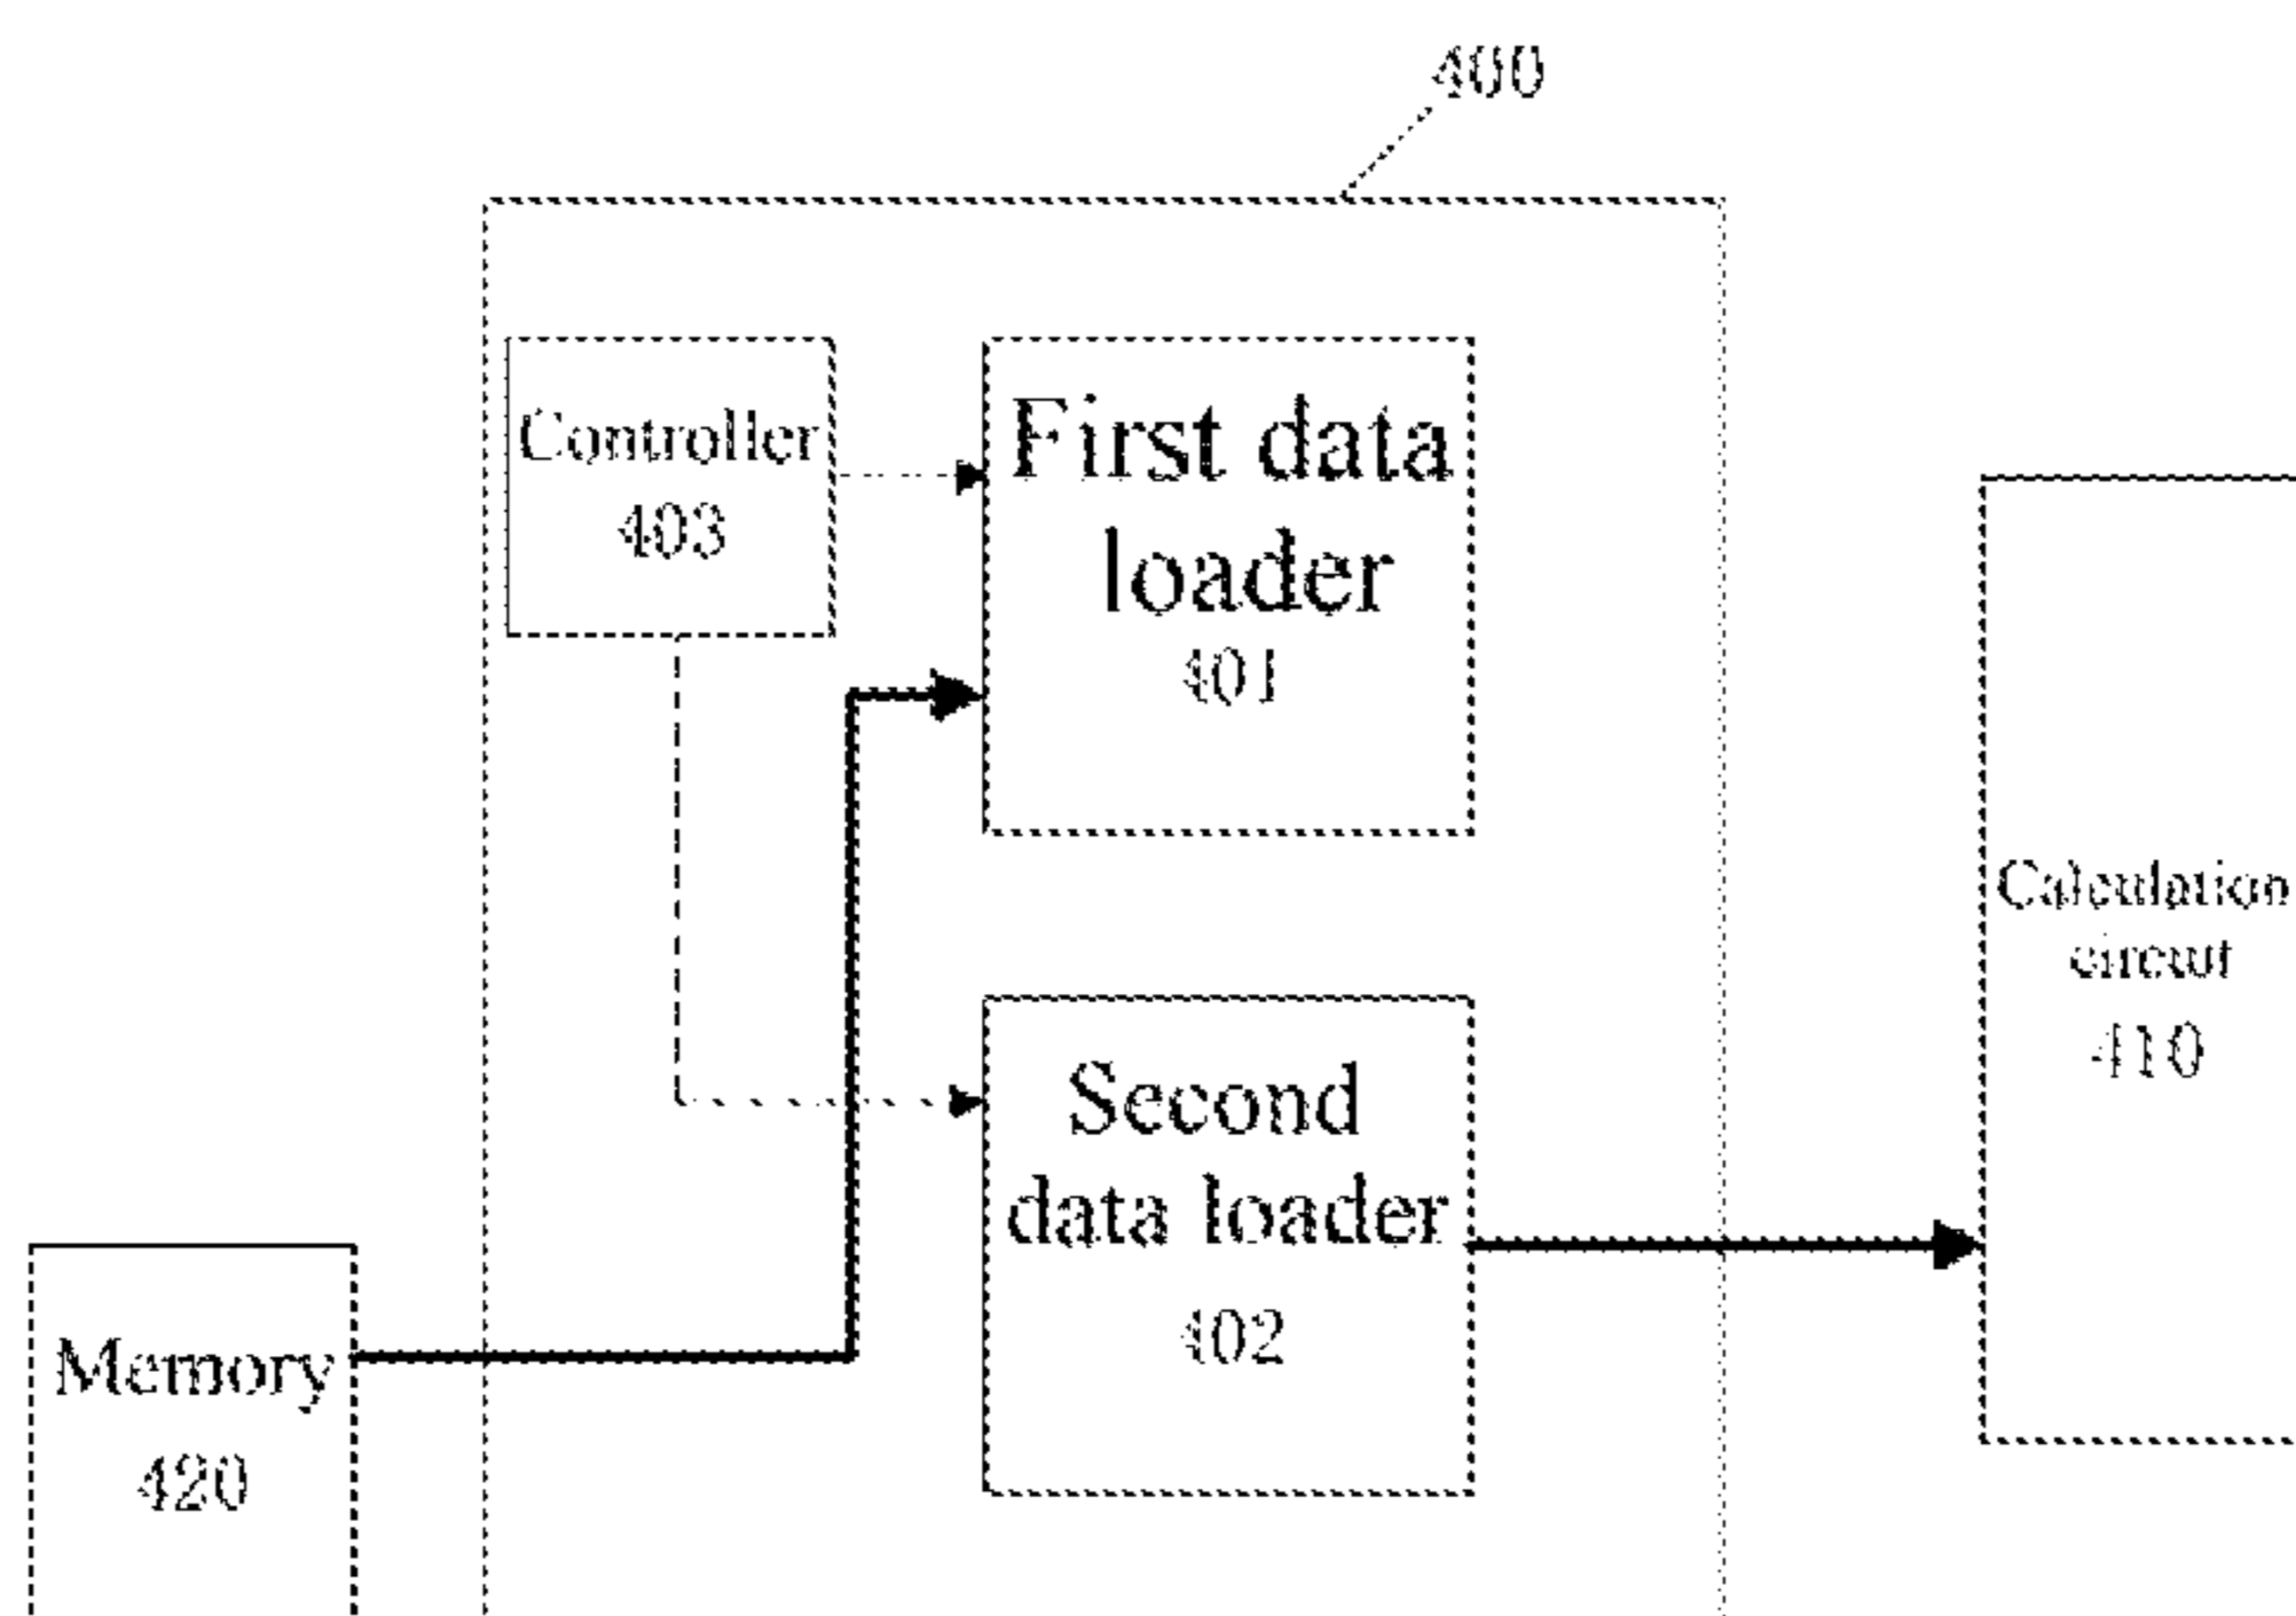 400
Controller
403
First data
loader
401
Calculation
circuit
410
Second
data loader
402
Memory
420